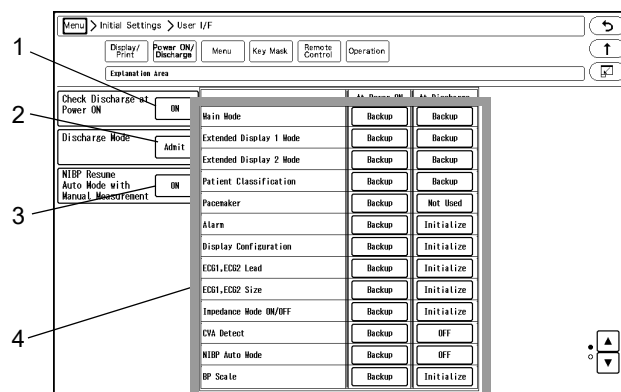 Menu > Initial Settings > User I/F
Display/ Print
Power ON/ Discharge
Menu
Key Mask
Remote Control
Operation
Explanation Area
1
2
3
4
Check Discharge at
Power ON
ON
Discharge Mode
Admit
NIBP Resume
Auto Mode with
Manual Measurement
ON
At Power ON At Discharge
Main Mode Backup Backup
Extended Display 1 Mode Backup Backup
Extended Display 2 Mode Backup Backup
Patient Classification Backup Backup
Pacemaker Backup Not Used
Alarm Backup Initialize
Display Configuration Backup Initialize
ECG1,ECG2 Lead Backup Initialize
ECG1,ECG2 Size Backup Initialize
Impedance Mode ON/OFF Backup Initialize
CVA Detect Backup OFF
NIBP Auto Mode Backup OFF
BP Scale Backup Initialize